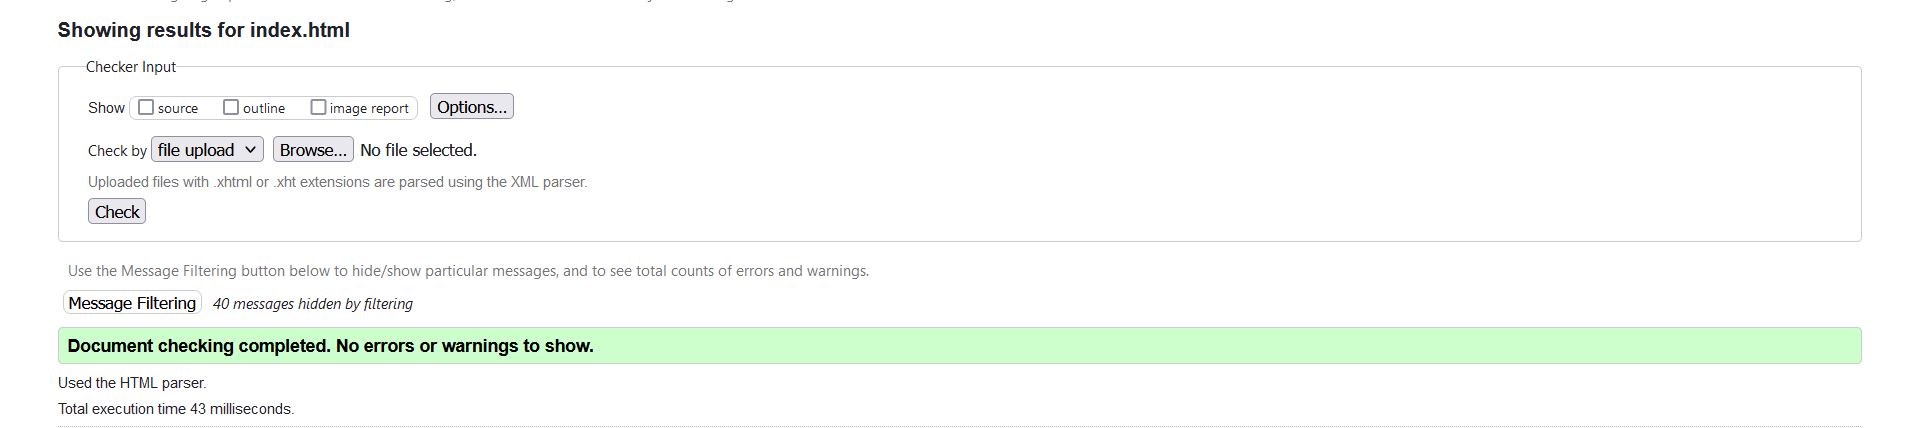 Showing results for index.html
Checker Input
Show source outline image report Options...
Check by file upload Browse... No file selected.
Uploaded files with .xhtml or .xht extensions are parsed using the XML parser.
Check
Use the Message Filtering button below to hide/show particular messages, and to see total counts of errors and warnings.
Message Filtering 40 messages hidden by filtering
Document checking completed. No errors or warnings to show.
Used the HTML parser.
Total execution time 43 milliseconds.